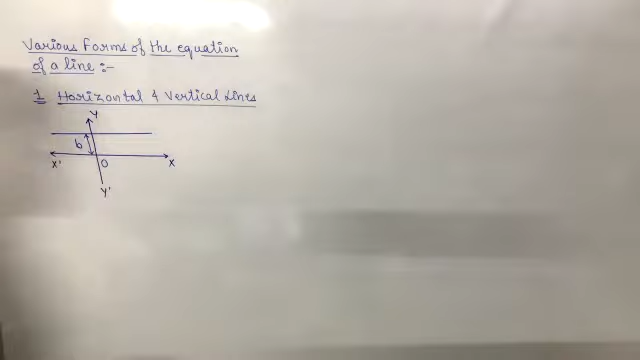 Various Forms of the equation
of a line :-
1 Horizontal & Vertical Lines
Y
b
X' O X
Y'